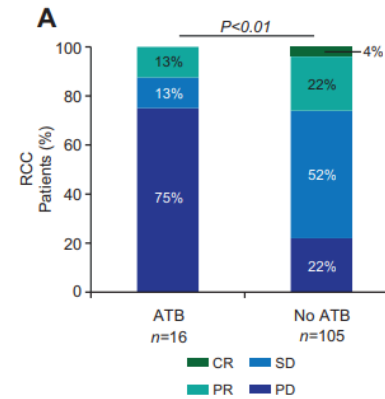 A
P<0.01
100
80
60
40
20
0
RCC
Patients (%)
13%
13%
75%
4%
22%
52%
22%
ATB
n=16
No ATB
n=105
CR
SD
PR
PD